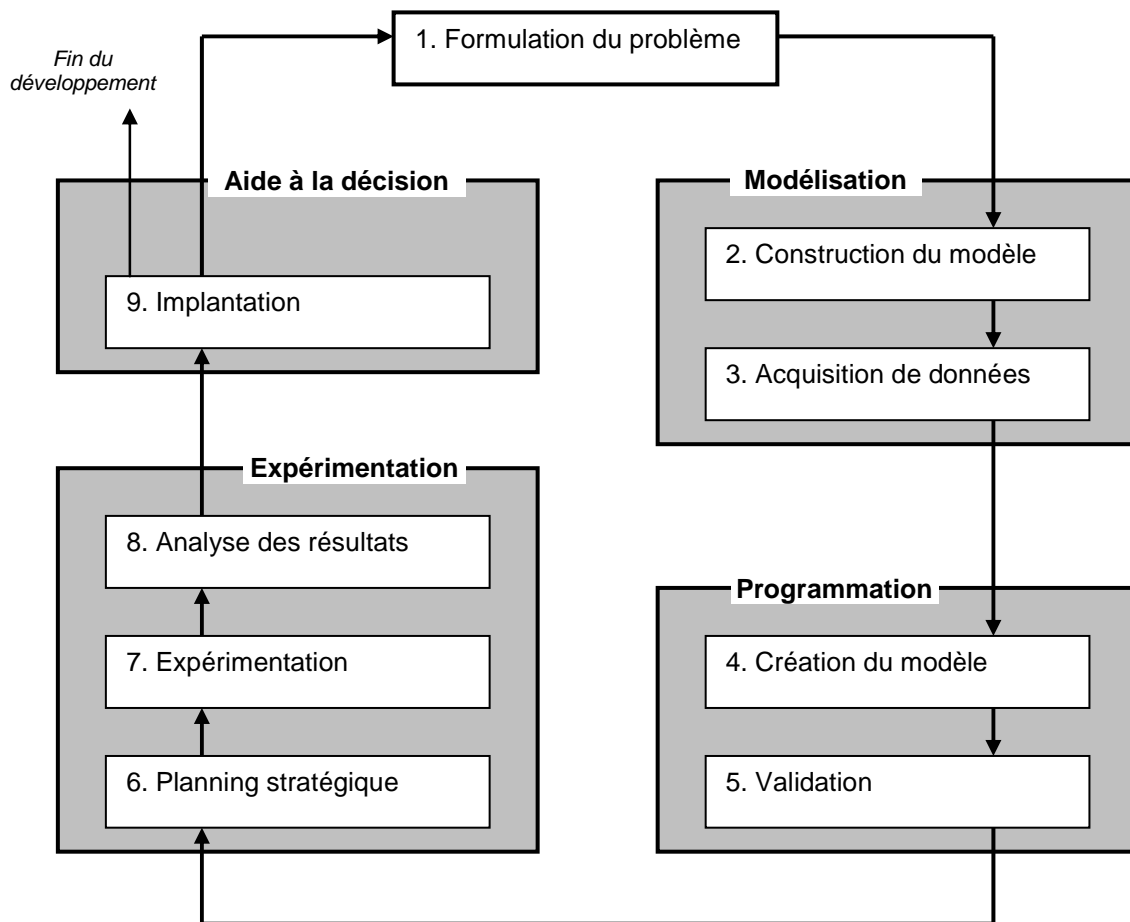 1. Formulation du problème
Fin du
développement
Aide à la décision
9. Implantation
Modélisation
2. Construction du modèle
3. Acquisition de données
Expérimentation
8. Analyse des résultats
7. Expérimentation
6. Planning stratégique
Programmation
4. Création du modèle
5. Validation